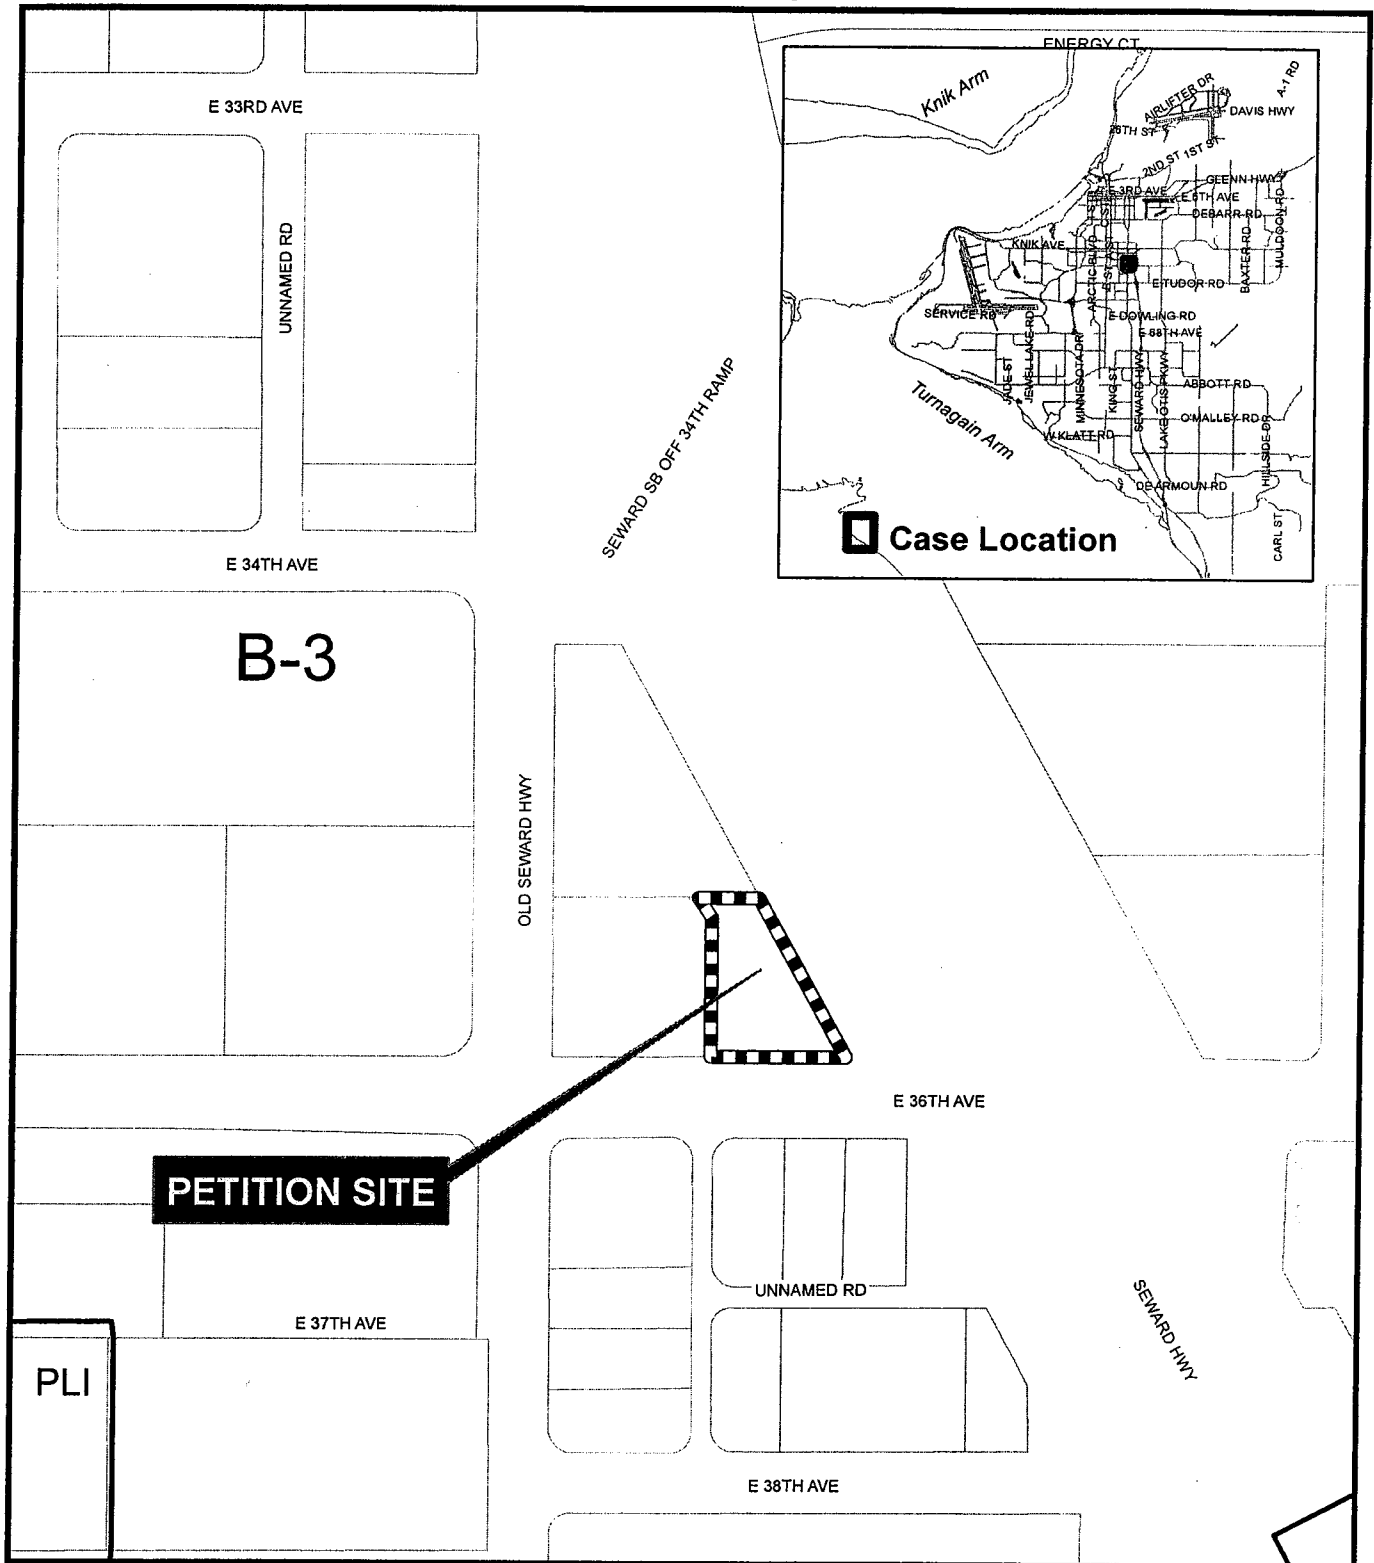 ENERGY CT
E 33RD AVE
UNNAMED RD
SEWARD SB OFF 34TH RAMP
E 34TH AVE
B-3
OLD SEWARD HWY
E 36TH AVE
PETITION SITE
UNNAMED RD
E 37TH AVE
SEWARD HWY
PLI
E 38TH AVE
Knik Arm
AIRLIFTER DR
A-1 RD
DAVIS HWY
2ND ST
1ST ST
GLENN HWY
E 3RD AVE
E 6TH AVE
DEBARR RD
MULDOON RD
KNIK AVE
ARCTIC BLVD
BAXTER RD
E TUDOR RD
SERVICE RD
E DOWLING RD
E 68TH AVE
JADE ST
JEWEL LAKE RD
MINNESOTA DR
KING ST
SEWARD HWY
LAKE OTIS PKWY
ABBOTT RD
O'MALLEY RD
Turnagain Arm
W KLATT RD
HILLSIDE DR
DE ARMOUN RD
CARL ST
Case Location